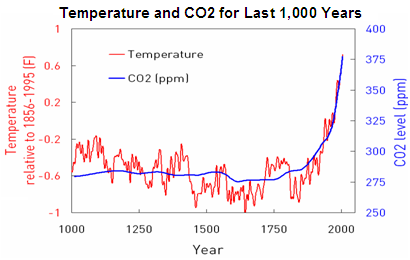 Temperature and CO2 for Last 1,000 Years
Temperature
relative to 1856-1995 (F)
1
0.6
0.2
-0.2
-0.6
-1
Temperature
CO2 (ppm)
400
375
350
325
300
275
250
CO2 level (ppm)
1000
1250
1500
1750
2000
Year